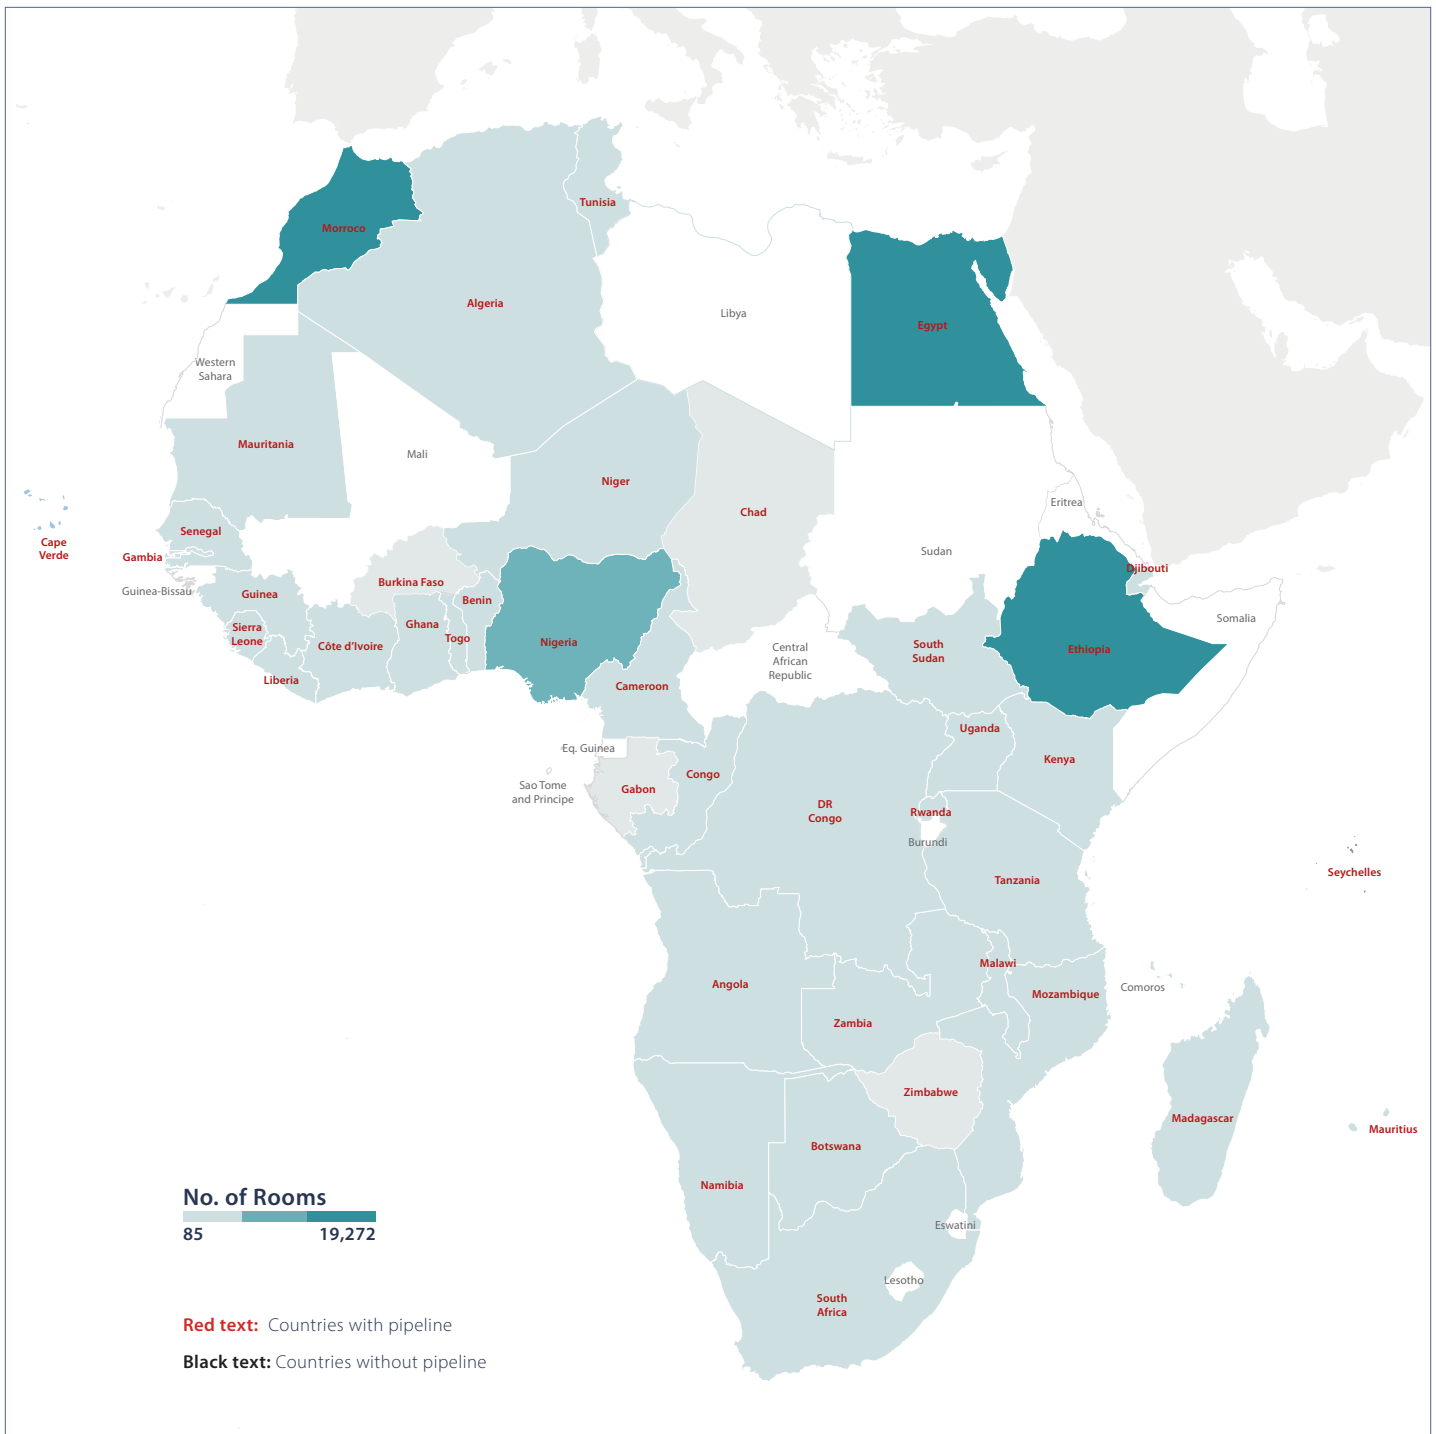 Morroco
Tunisia
Algeria
Libya
Egypt
Western
Sahara
Mauritania
Mali
Niger
Chad
Eritrea
Sudan
Cape
Verde
Senegal
Gambia
Guinea-Bissau
Guinea
Burkina Faso
Benin
Djibouti
Sierra
Leone
Côte d’Ivoire
Ghana
Togo
Nigeria
South
Sudan
Ethiopia
Somalia
Central
African
Republic
Liberia
Cameroon
Uganda
Kenya
Eq. Guinea
Congo
Gabon
Sao Tome
and Principe
DR
Congo
Rwanda
Burundi
Tanzania
Seychelles
Malawi
Angola
Mozambique
Comoros
Zambia
Zimbabwe
Madagascar
Mauritius
Botswana
Namibia
Eswatini
Lesotho
South
Africa
No. of Rooms
85 19,272
Red text: Countries with pipeline
Black text: Countries without pipeline